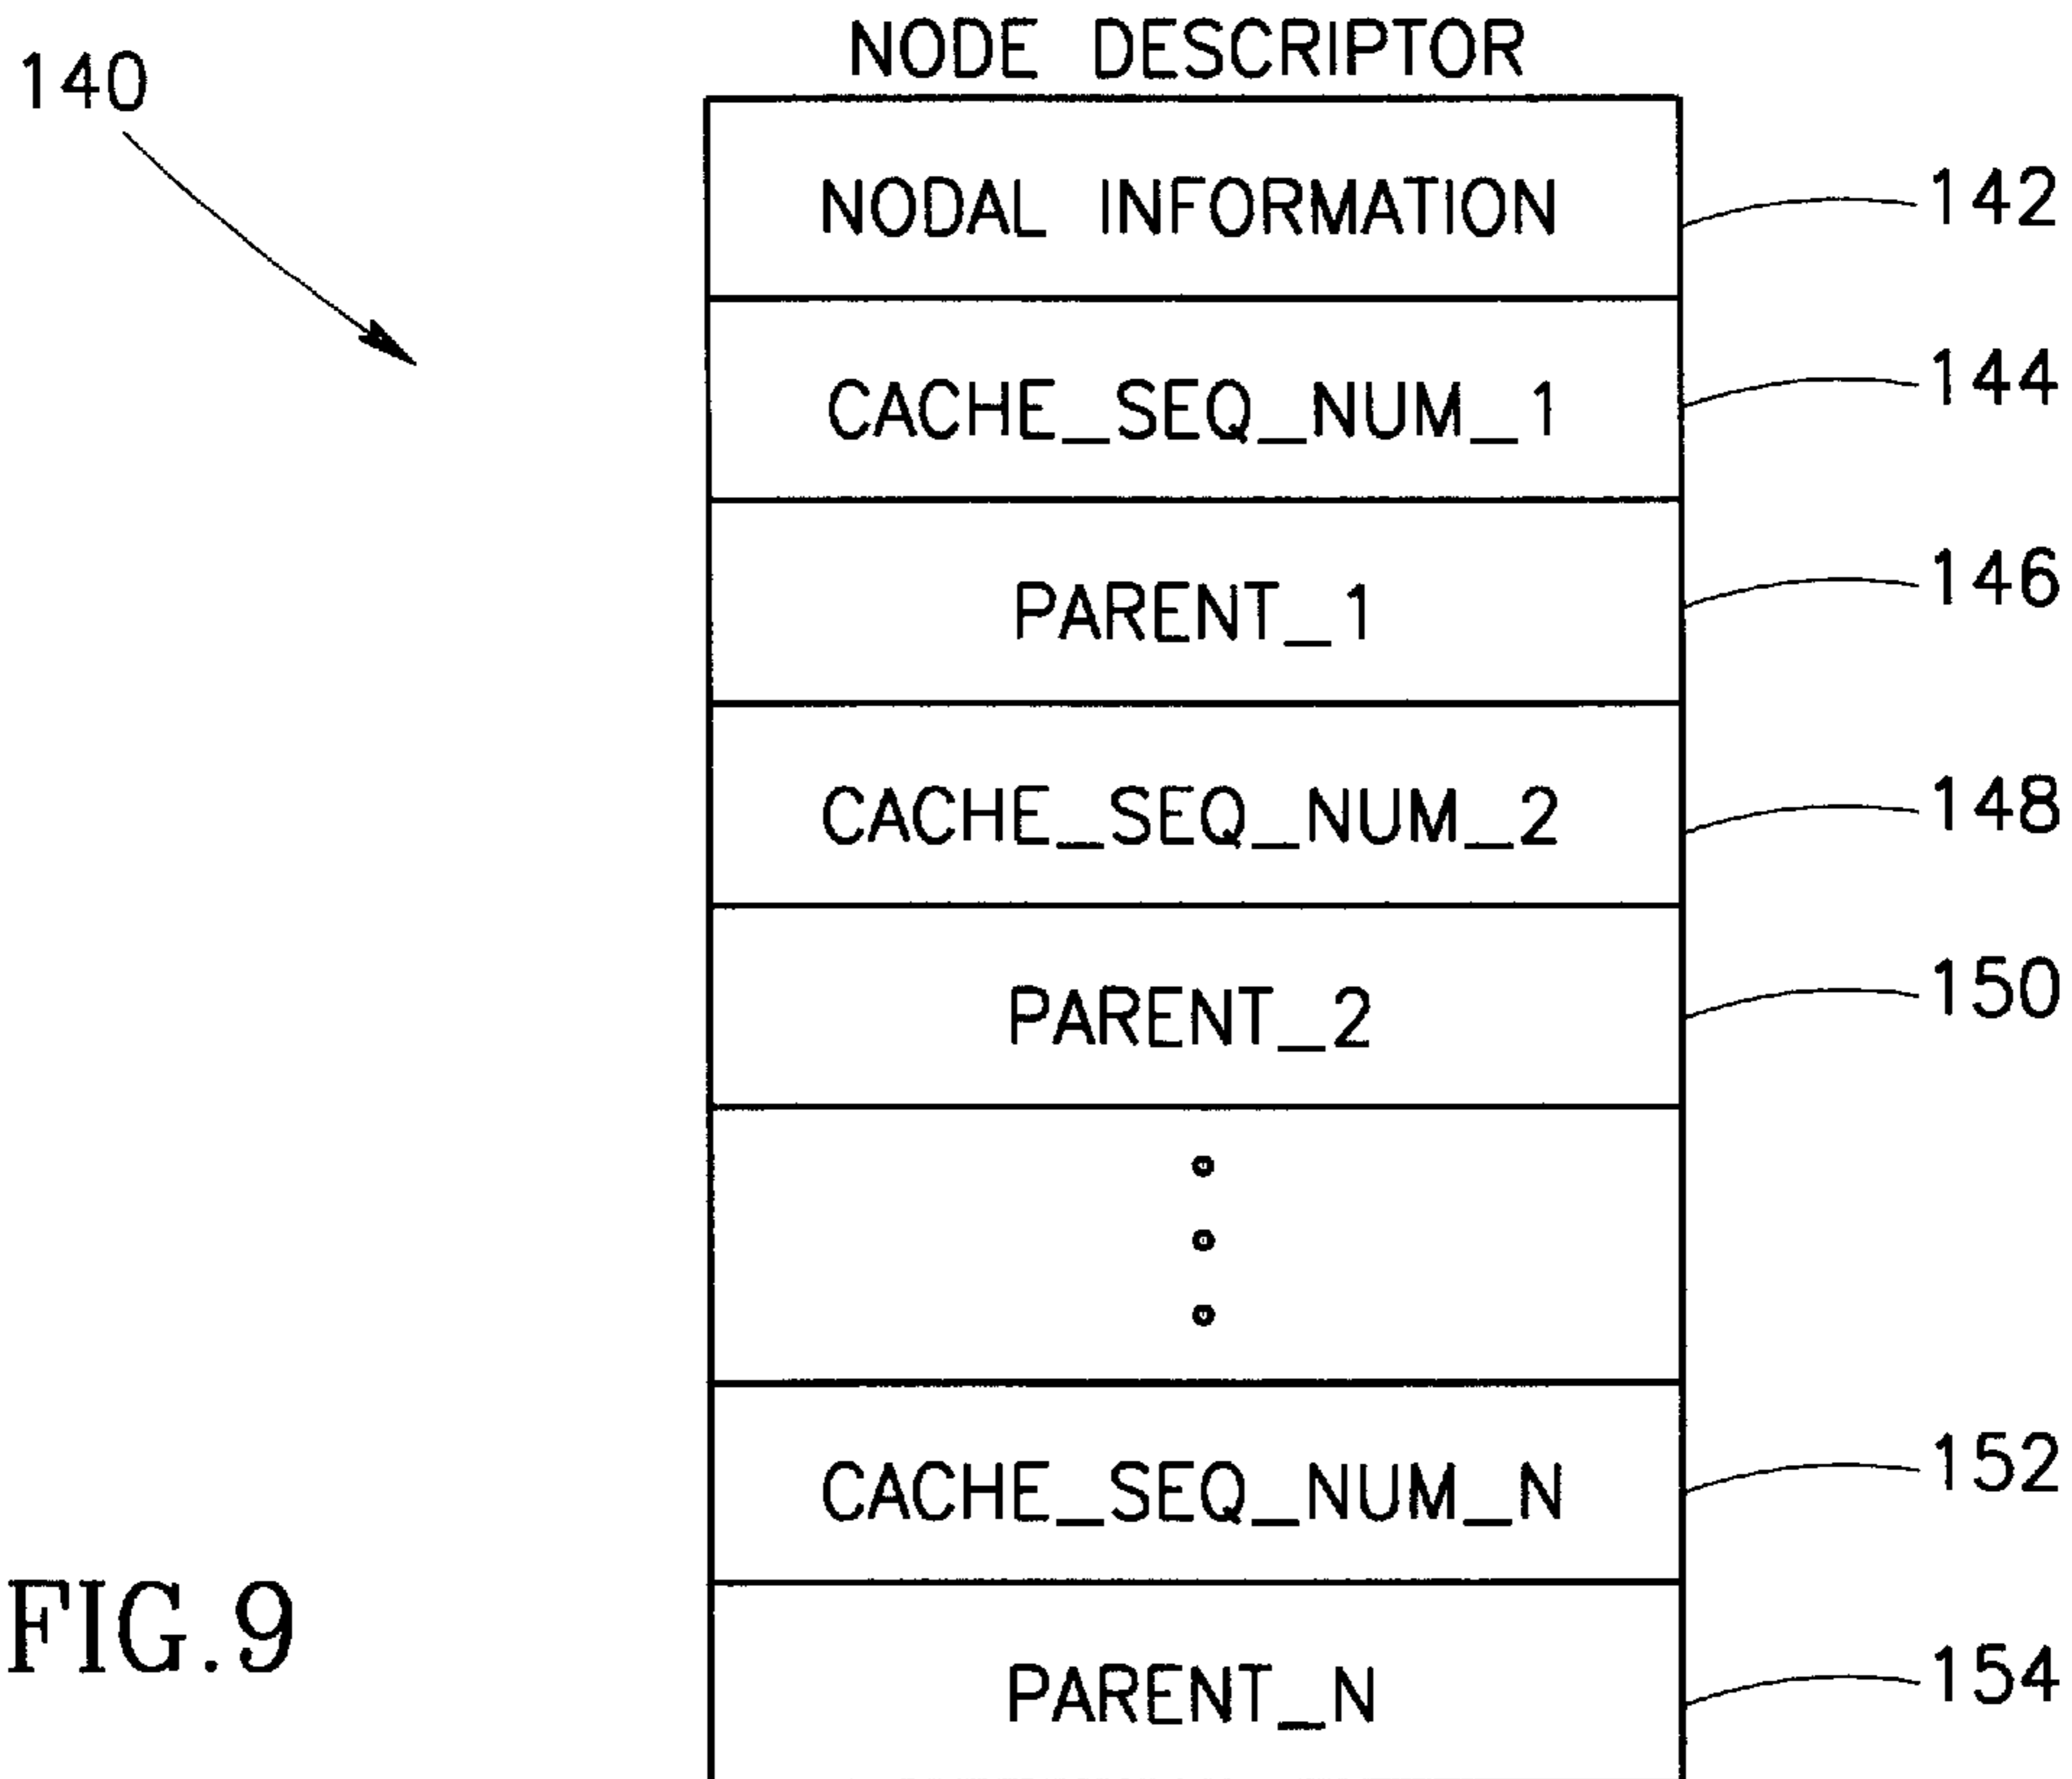 NODE DESCRIPTOR
140
NODAL INFORMATION
142
CACHE_SEQ_NUM_1
144
PARENT_1
146
CACHE_SEQ_NUM_2
148
PARENT_2
150
CACHE_SEQ_NUM_N
152
PARENT_N
154
FIG.9